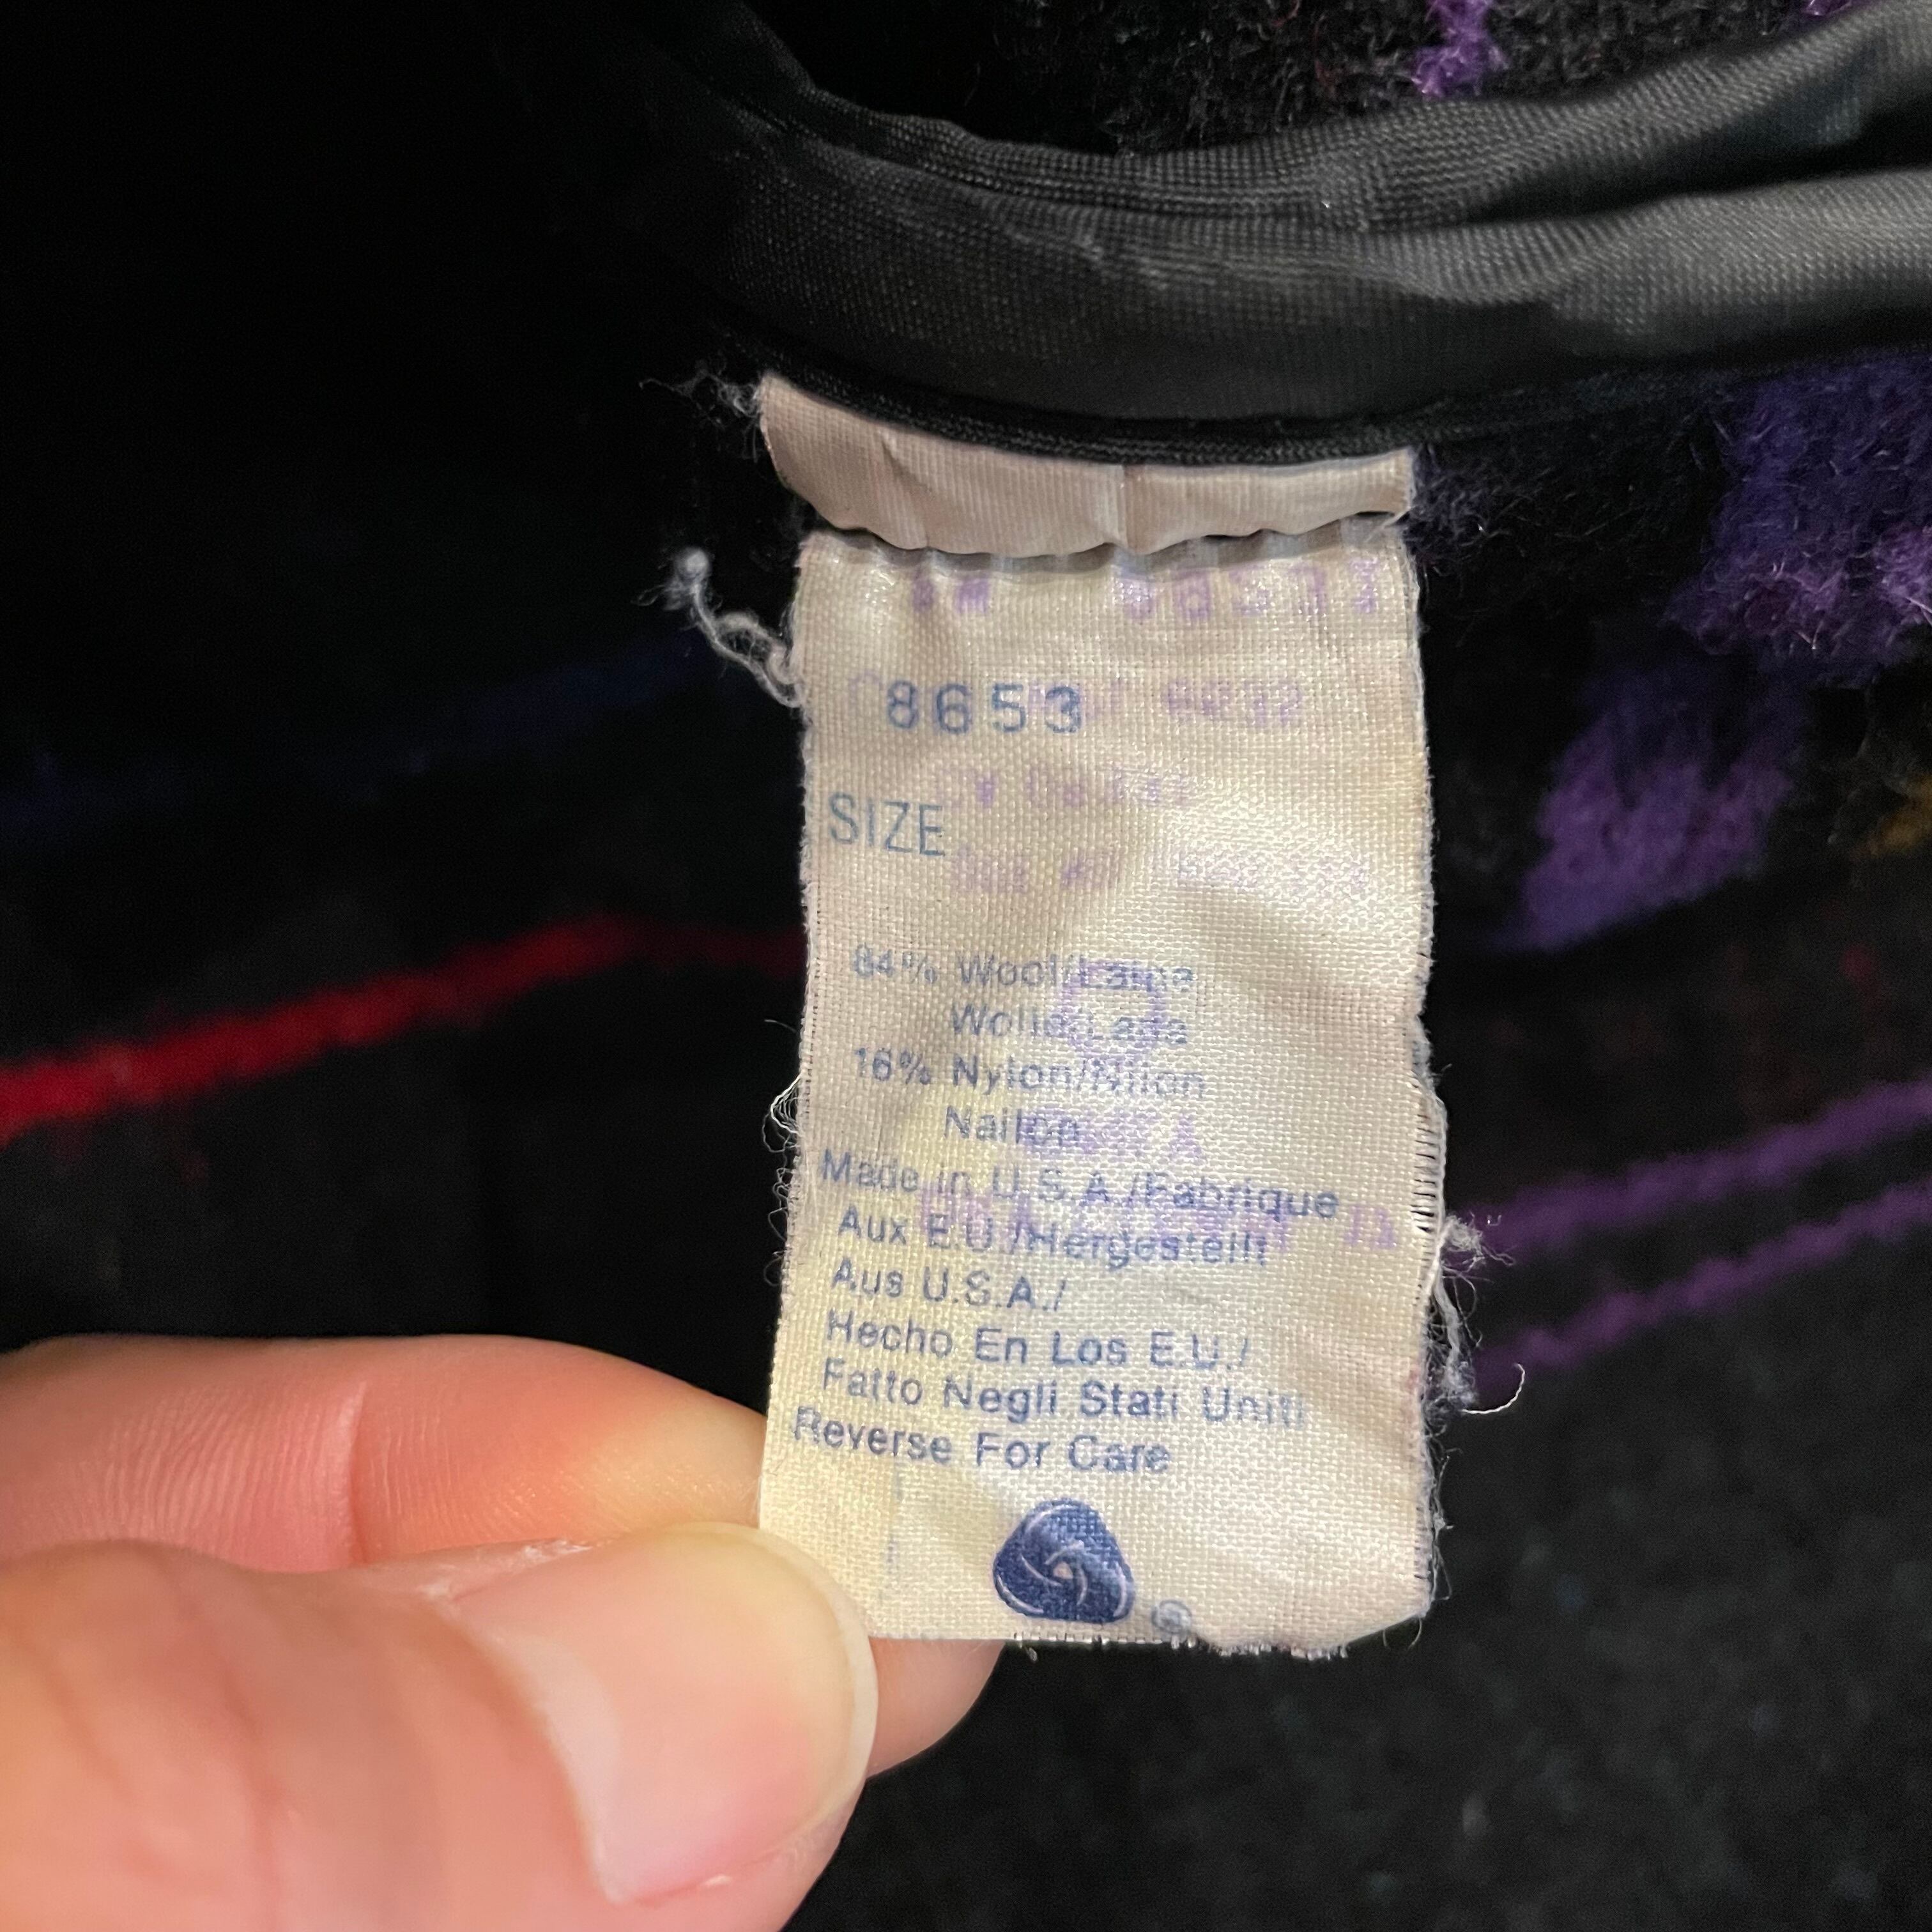 8653
SIZE
84% Wool/Laine
Wolle/Lana
16% Nylon/Nilon
Nailon
Made in U.S.A./Fabrique
Aux E.U./Hergestellt
Aus U.S.A./
Hecho En Los E.U./
Fatto Negli Stati Uniti
Reverse For Care
®